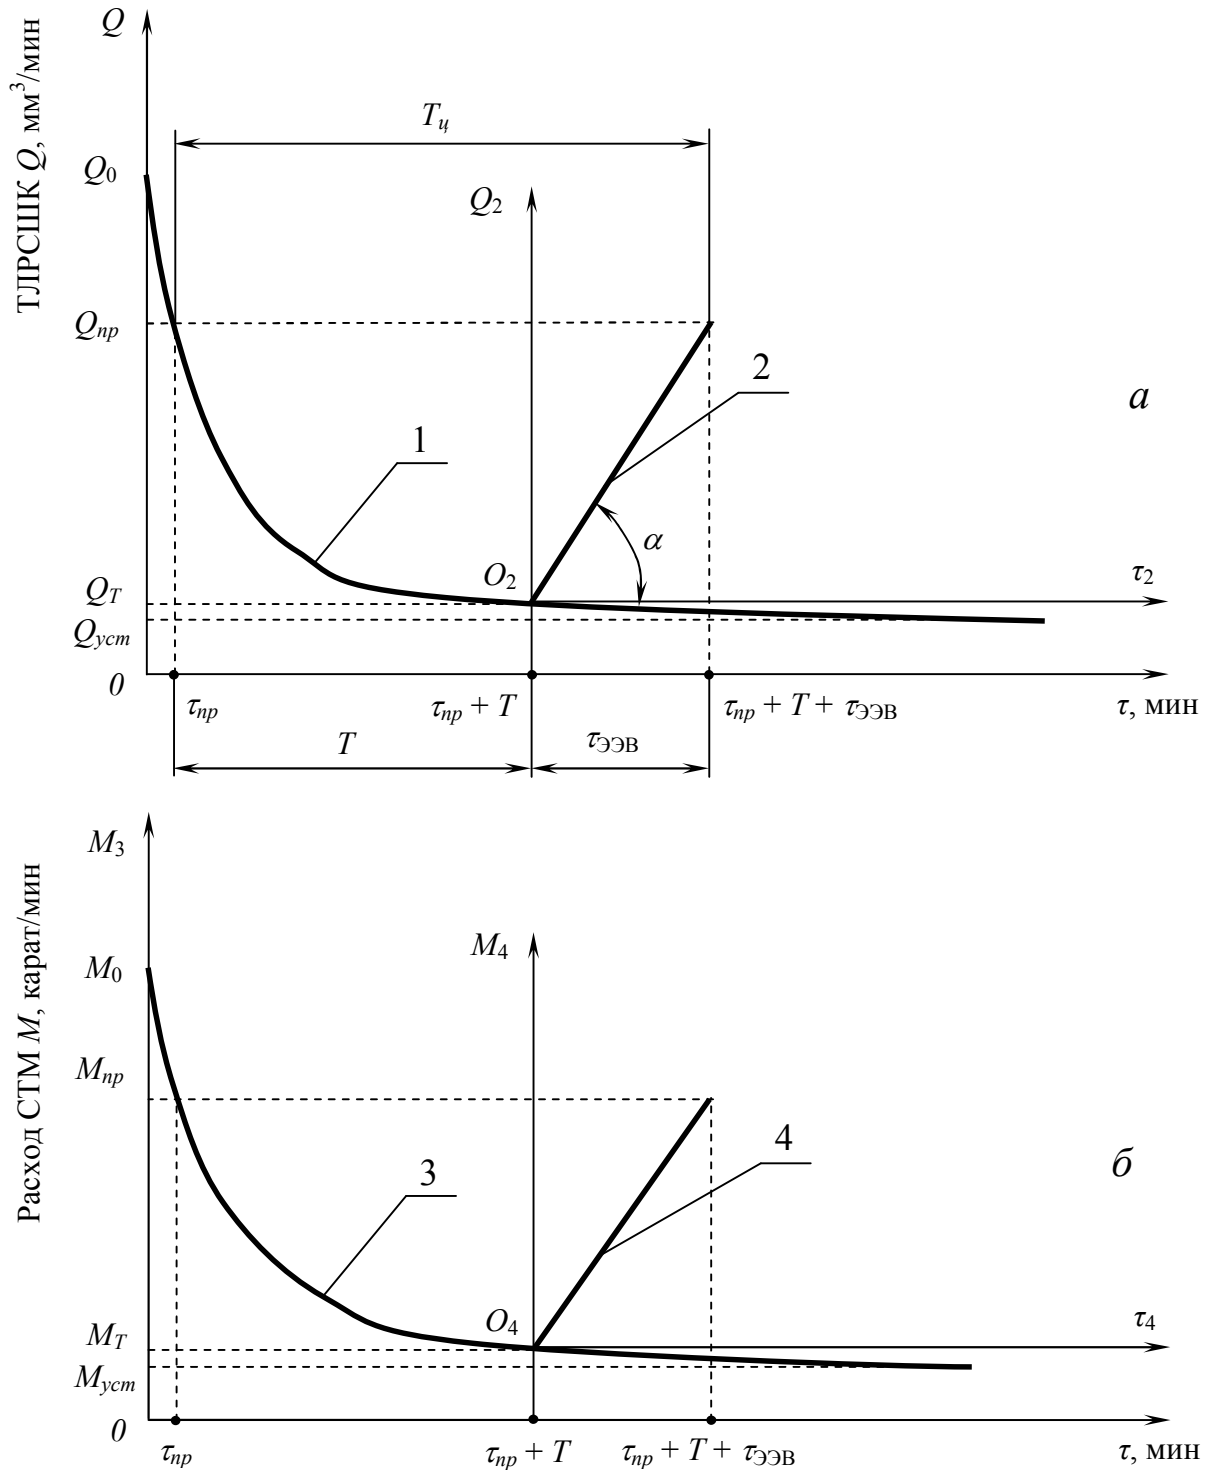 Q
ТЛРСШК Q, мм³/мин
Tц
Q₀
Q₂
Qпр
2
а
1
α
O₂
τ₂
Q_T
Qуст
0
τпр
τпр + T
τпр + T + τЭЭВ
τ, мин
T
τЭЭВ
M₃
Расход СТМ M, карат/мин
M₀
M₄
Mпр
4
б
3
O₄
τ₄
M_T
Mуст
0
τпр
τпр + T
τпр + T + τЭЭВ
τ, мин